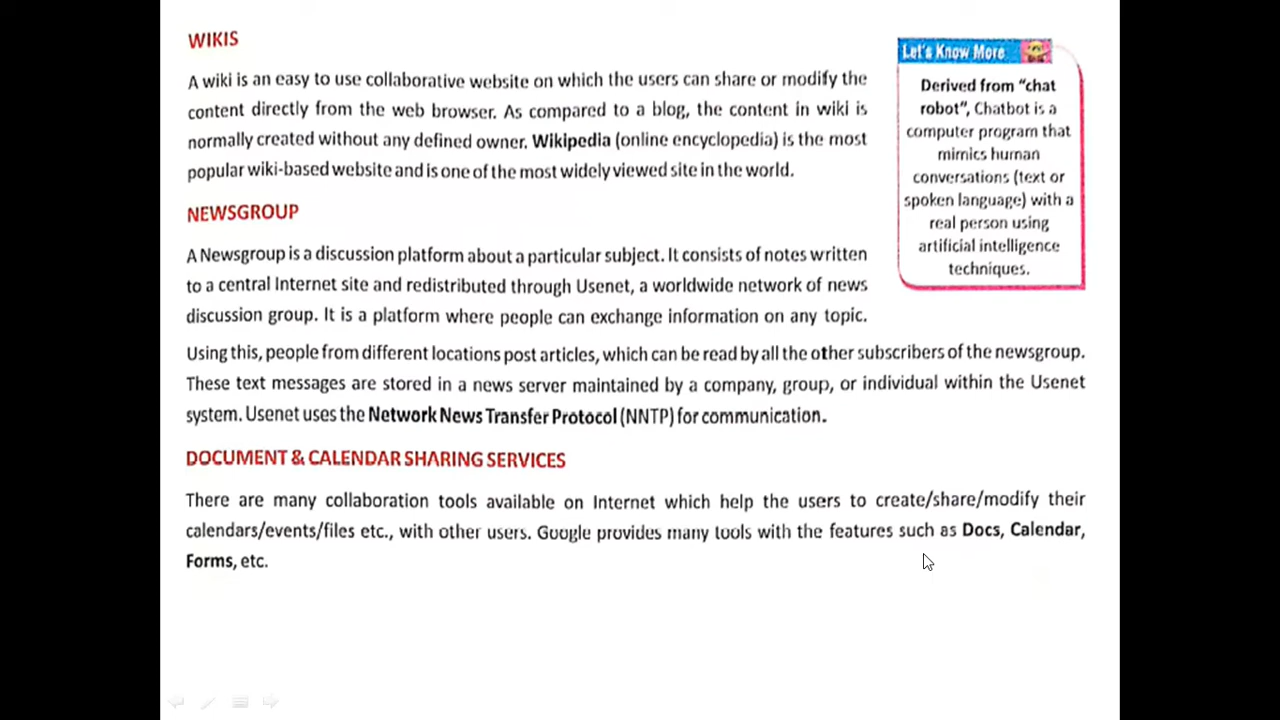 WIKIS
A wiki is an easy to use collaborative website on which the users can share or modify the
content directly from the web browser. As compared to a blog, the content in wiki is
normally created without any defined owner. Wikipedia (online encyclopedia) is the most
popular wiki-based website and is one of the most widely viewed site in the world.
Let's Know More
Derived from "chat
robot", Chatbot is a
computer program that
mimics human
conversations (text or
spoken language) with a
real person using
artificial intelligence
techniques.
NEWSGROUP
A Newsgroup is a discussion platform about a particular subject. It consists of notes written
to a central Internet site and redistributed through Usenet, a worldwide network of news
discussion group. It is a platform where people can exchange information on any topic.
Using this, people from different locations post articles, which can be read by all the other subscribers of the newsgroup.
These text messages are stored in a news server maintained by a company, group, or individual within the Usenet
system. Usenet uses the Network News Transfer Protocol (NNTP) for communication.
DOCUMENT & CALENDAR SHARING SERVICES
There are many collaboration tools available on Internet which help the users to create/share/modify their
calendars/events/files etc., with other users. Google provides many tools with the features such as Docs, Calendar,
Forms, etc.